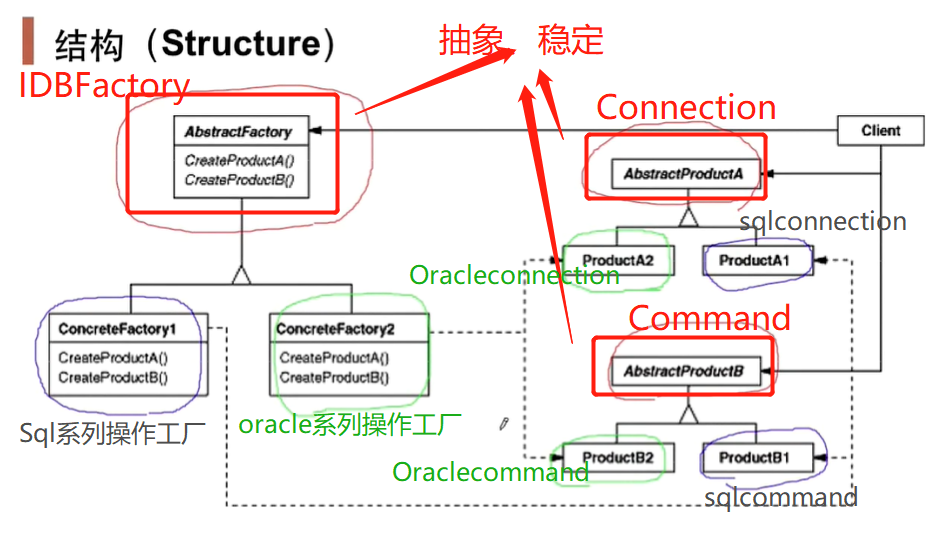 结构（Structure）
抽象 稳定
IDBFactory
Connection
AbstractFactory
CreateProductA()
CreateProductB()
Client
AbstractProductA
sqlconnection
ProductA2
ProductA1
Oracleconnection
ConcreteFactory1
CreateProductA()
CreateProductB()
ConcreteFactory2
CreateProductA()
CreateProductB()
Command
AbstractProductB
Sql系列操作工厂
oracle系列操作工厂
ProductB2
ProductB1
Oraclecommand
sqlcommand